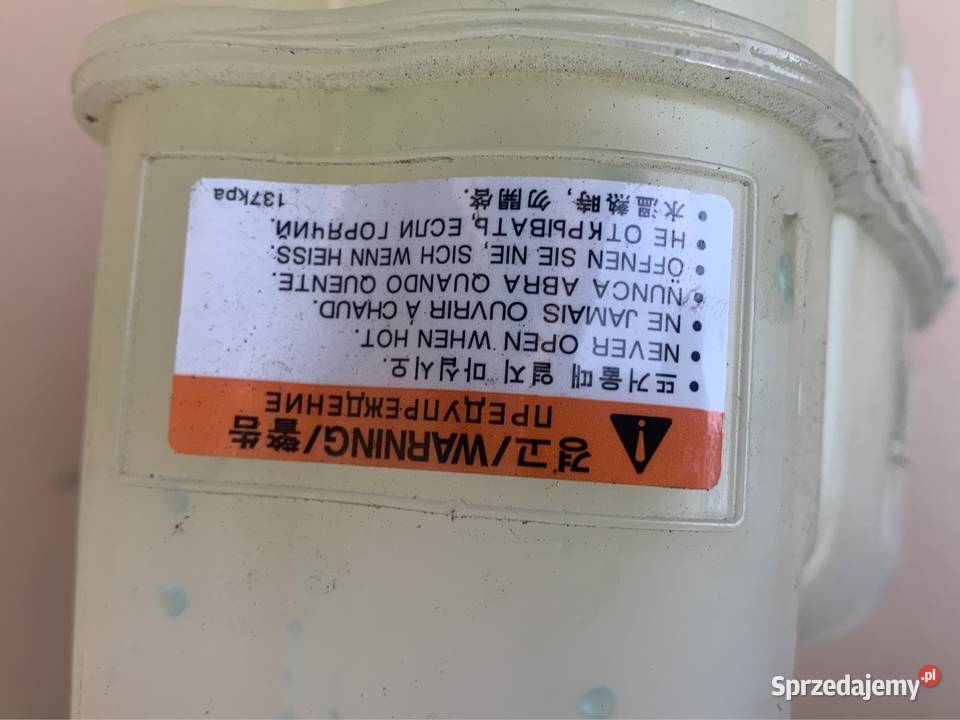 경고/WARNING/警告
ПРЕДУПРЕЖДЕНИЕ
• 뜨거울때 열지 마십시오.
• NEVER OPEN WHEN HOT.
• NE JAMAIS OUVRIR Á CHAUD.
• NUNCA ABRA QUANDO QUENTE.
• ÖFFNEN SIE NIE, SICH WENN HEISS.
• НЕ ОТКРЫВАТЬ, ЕСЛИ ГОРЯЧИЙ.
• 水溫熱時, 勿開啓.
137kpa
Sprzedajemy.pl